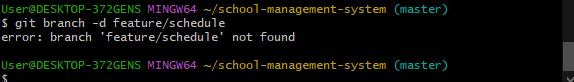 User@DESKTOP-372GENS MINGW64 ~/school-management-system (master)
$ git branch -d feature/schedule
error: branch 'feature/schedule' not found
User@DESKTOP-372GENS MINGW64 ~/school-management-system (master)
$